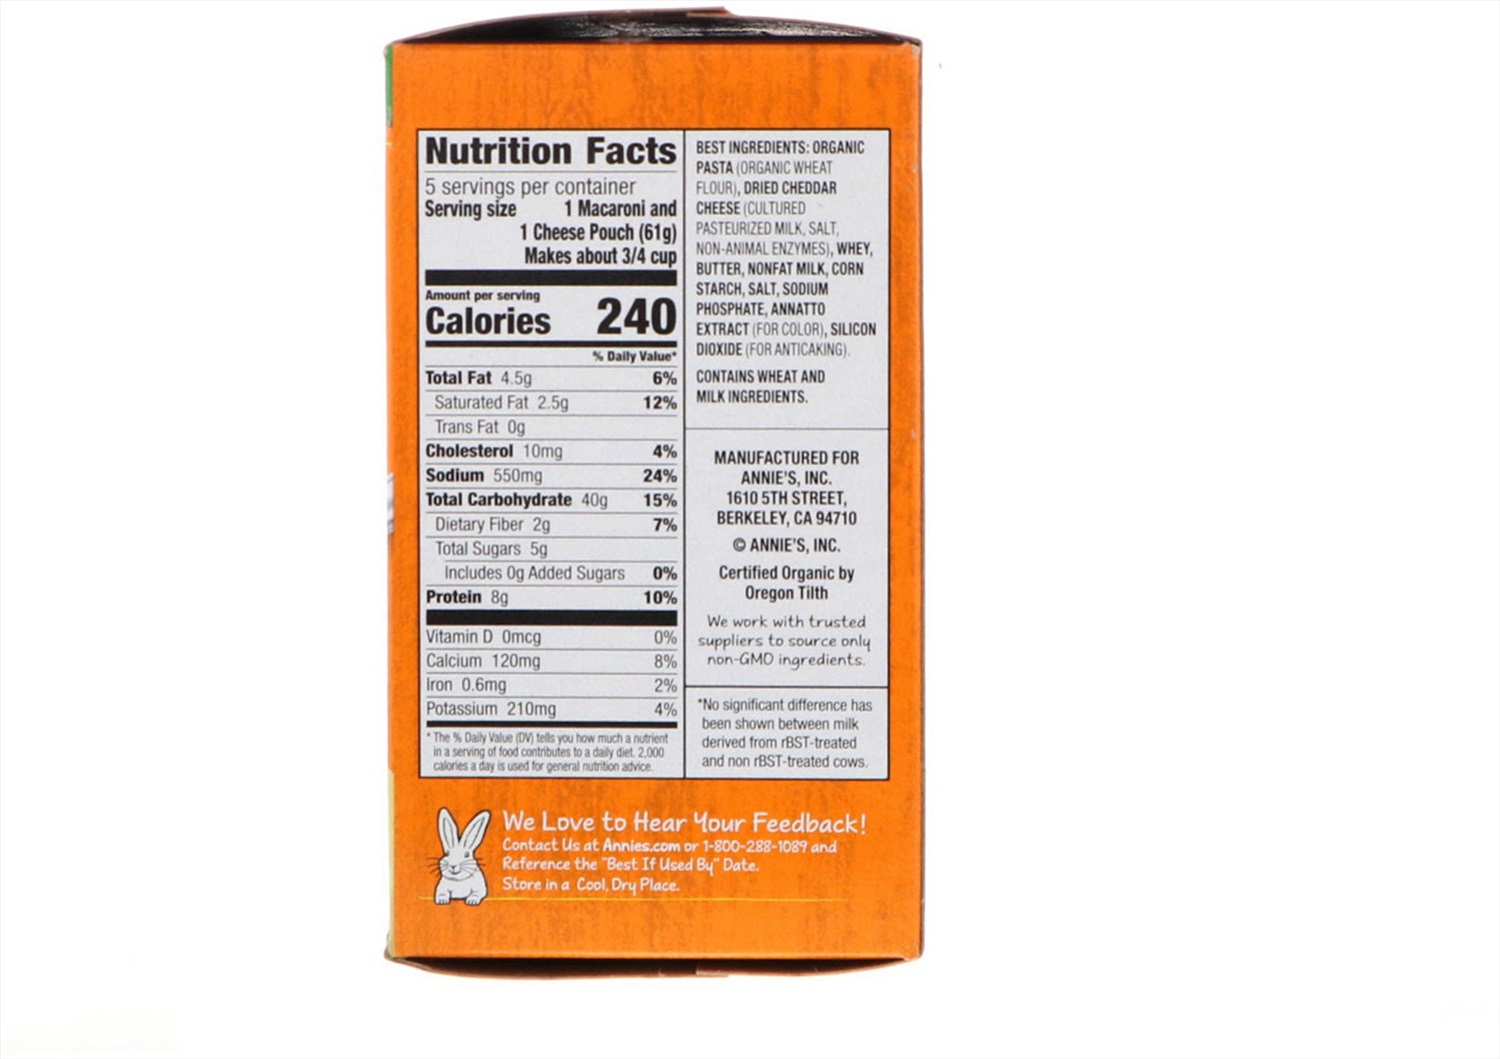 Nutrition Facts
5 servings per container
Serving size 1 Macaroni and
1 Cheese Pouch (61g)
Makes about 3/4 cup
Amount per serving
Calories 240
% Daily Value*
Total Fat 4.5g 6%
Saturated Fat 2.5g 12%
Trans Fat 0g
Cholesterol 10mg 4%
Sodium 550mg 24%
Total Carbohydrate 40g 15%
Dietary Fiber 2g 7%
Total Sugars 5g
Includes 0g Added Sugars 0%
Protein 8g 10%
Vitamin D 0mcg 0%
Calcium 120mg 8%
Iron 0.6mg 2%
Potassium 210mg 4%
* The % Daily Value (DV) tells you how much a nutrient
in a serving of food contributes to a daily diet. 2,000
calories a day is used for general nutrition advice.
BEST INGREDIENTS: ORGANIC
PASTA (ORGANIC WHEAT
FLOUR), DRIED CHEDDAR
CHEESE (CULTURED
PASTEURIZED MILK, SALT,
NON-ANIMAL ENZYMES), WHEY,
BUTTER, NONFAT MILK, CORN
STARCH, SALT, SODIUM
PHOSPHATE, ANNATTO
EXTRACT (FOR COLOR), SILICON
DIOXIDE (FOR ANTICAKING).
CONTAINS WHEAT AND
MILK INGREDIENTS.
MANUFACTURED FOR
ANNIE'S, INC.
1610 5TH STREET,
BERKELEY, CA 94710
© ANNIE'S, INC.
Certified Organic by
Oregon Tilth
We work with trusted
suppliers to source only
non-GMO ingredients.
*No significant difference has
been shown between milk
derived from rBST-treated
and non rBST-treated cows.
We Love to Hear Your Feedback!
Contact Us at Annies.com or 1-800-288-1089 and
Reference the "Best If Used By" Date.
Store in a Cool, Dry Place.